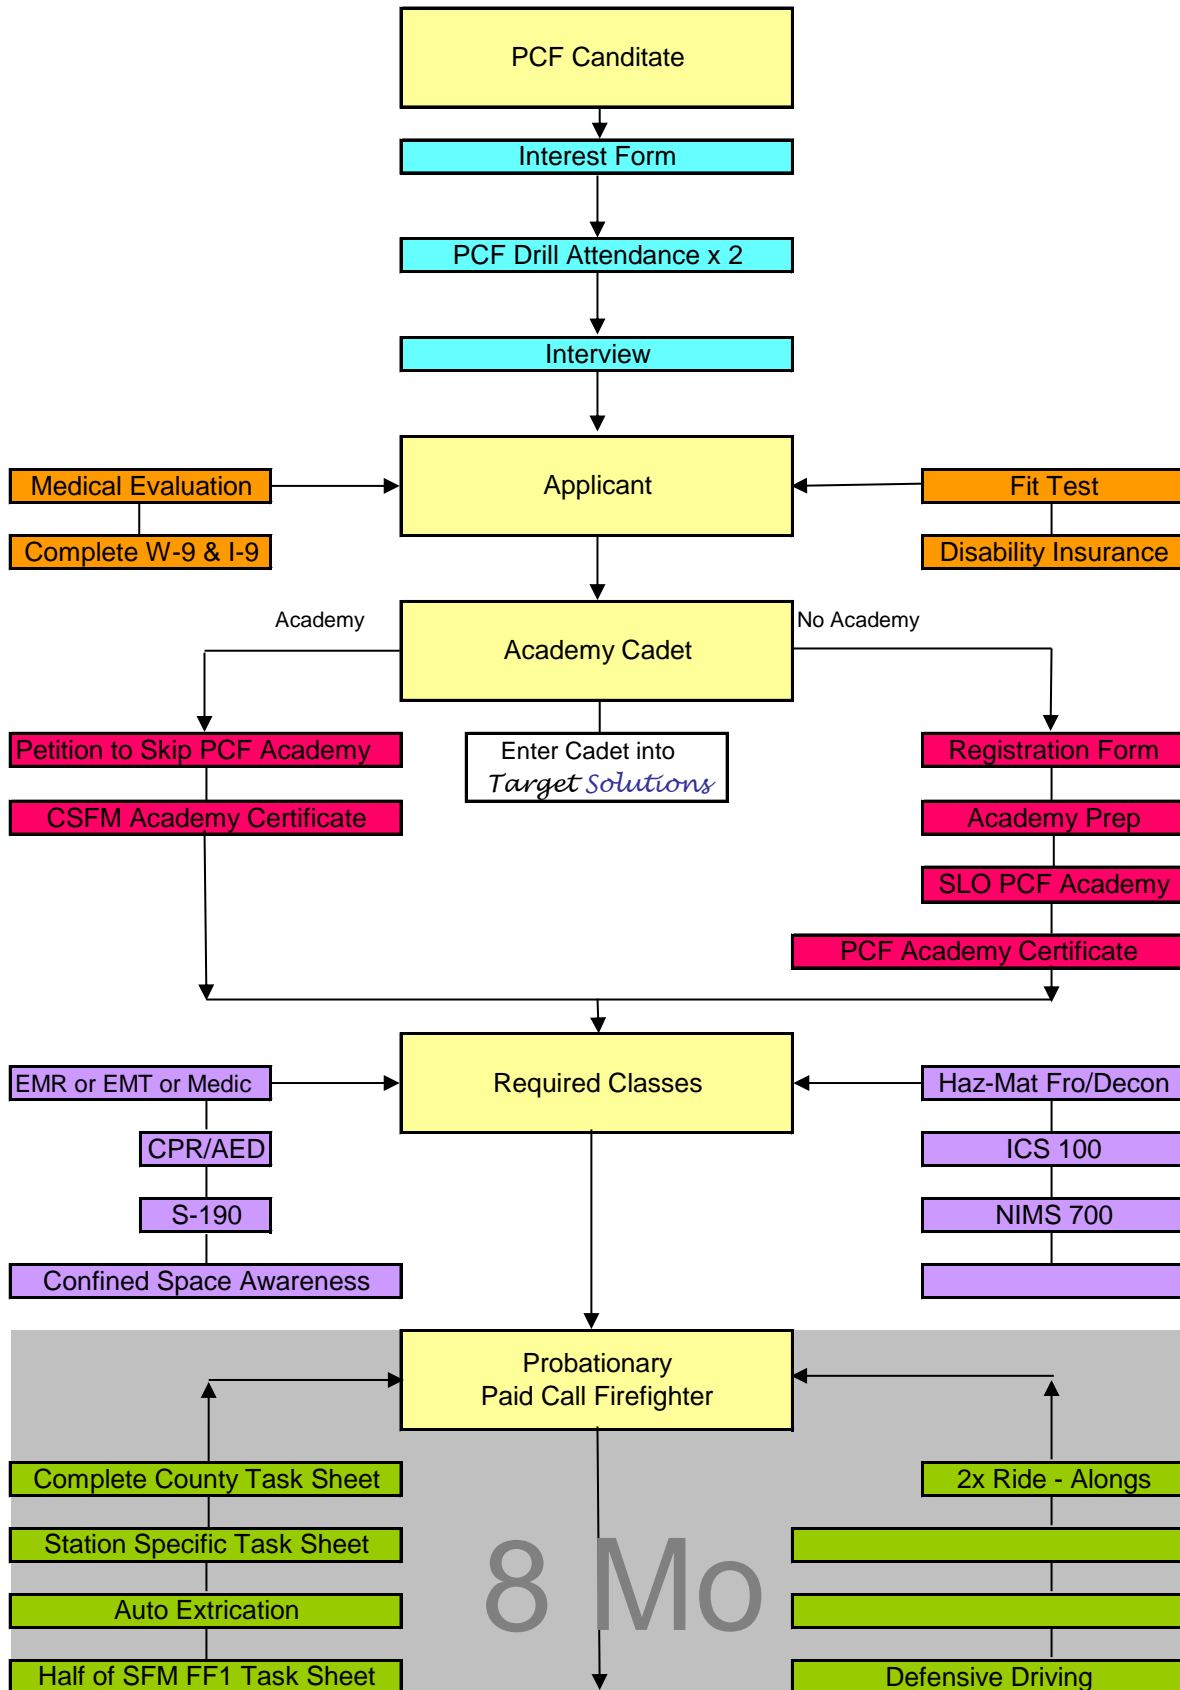 PCF Canditate
Interest Form
PCF Drill Attendance x 2
Interview
Applicant
Medical Evaluation
Fit Test
Complete W-9 & I-9
Disability Insurance
Academy
No Academy
Academy Cadet
Petition to Skip PCF Academy
Enter Cadet into
Target Solutions
Registration Form
CSFM Academy Certificate
Academy Prep
SLO PCF Academy
PCF Academy Certificate
Required Classes
EMR or EMT or Medic
Haz-Mat Fro/Decon
CPR/AED
ICS 100
S-190
NIMS 700
Confined Space Awareness
Probationary
Paid Call Firefighter
Complete County Task Sheet
2x Ride - Alongs
Station Specific Task Sheet
8 Mo
Auto Extrication
Half of SFM FF1 Task Sheet
Defensive Driving